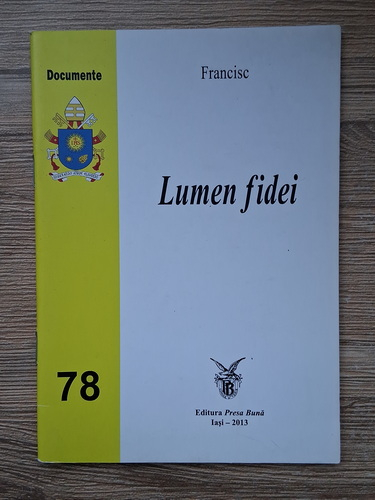 Documente
Francisc
Lumen fidei
78
Editura Presa Bună
Iași – 2013